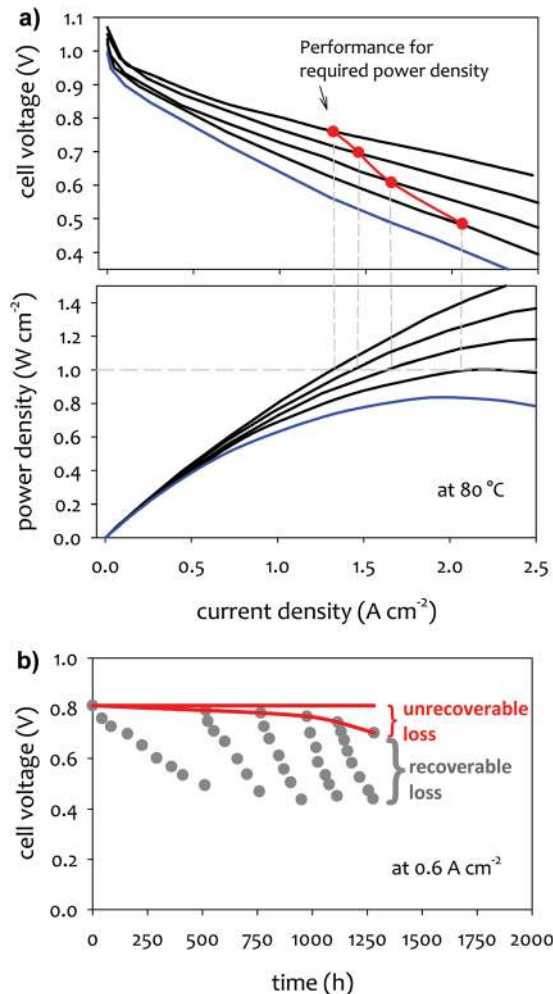 a)
1.1
1.0
0.9
0.8
0.7
0.6
0.5
0.4
cell voltage (V)
Performance for
required power density
1.4
1.2
1.0
0.8
0.6
0.4
0.2
0.0
power density (W cm⁻²)
at 80 °C
0.0 0.5 1.0 1.5 2.0 2.5
current density (A cm⁻²)
b)
1.0
0.8
0.6
0.4
0.2
0.0
cell voltage (V)
unrecoverable
loss
recoverable
loss
at 0.6 A cm⁻²
0 250 500 750 1000 1250 1500 1750 2000
time (h)